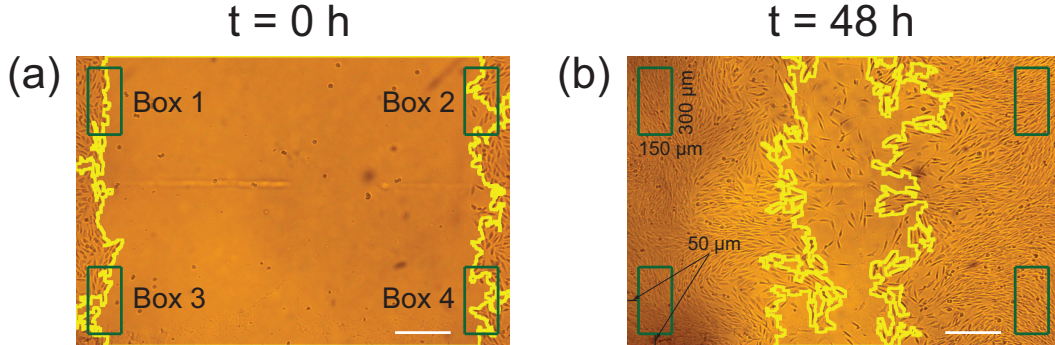 t = 0 h
t = 48 h
(a)
Box 1
Box 2
Box 3
Box 4
(b)
300 µm
150 µm
50 µm